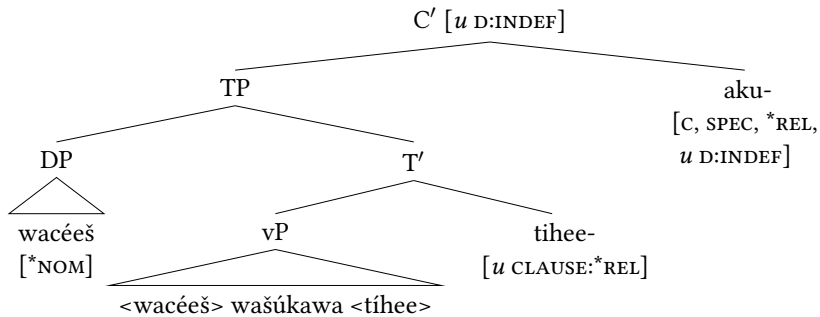 C′ [u D:INDEF]
TP aku-
[C, SPEC, *REL,
u D:INDEF]
DP T′
wacéeš vP tihee-
[*NOM] [u CLAUSE:*REL]
<wacéeš> wašúkawa <tíhee>